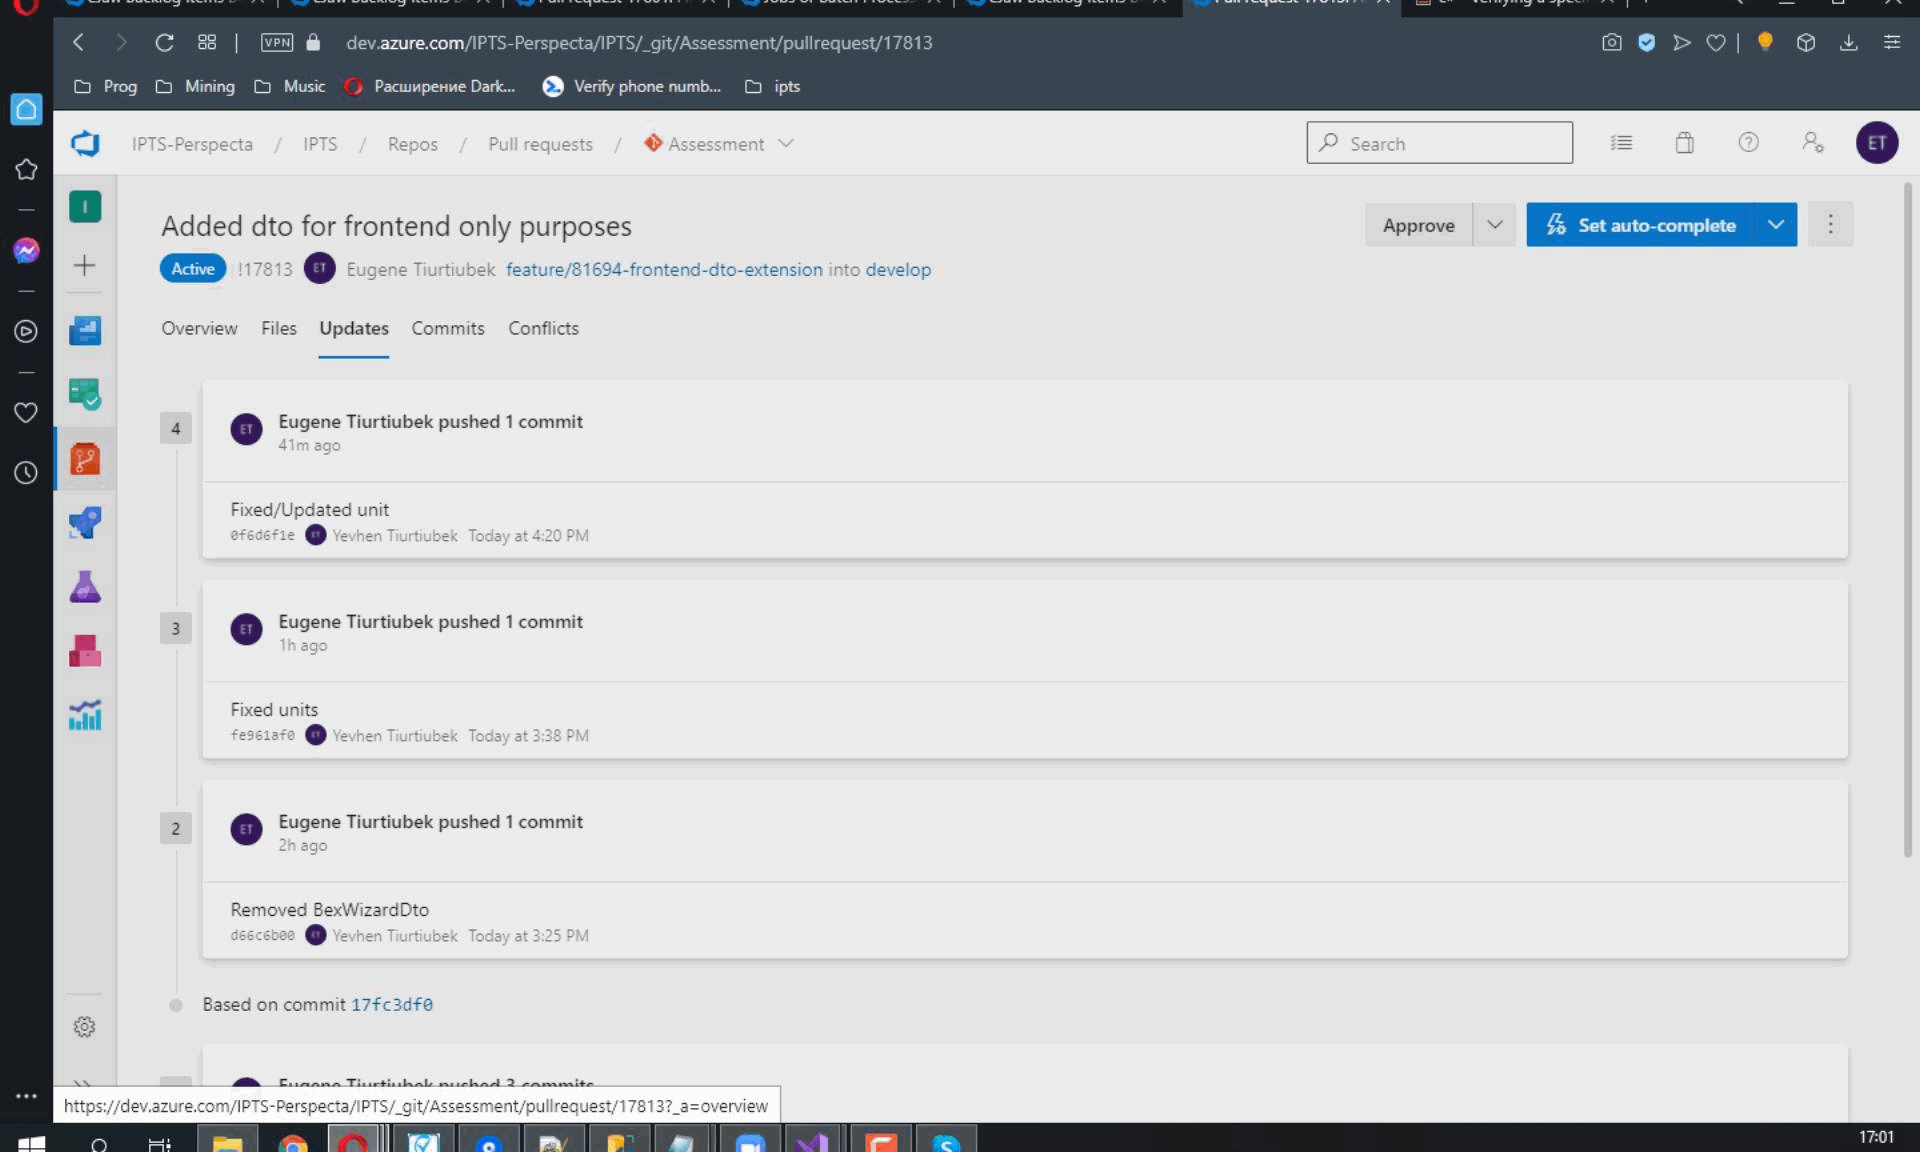 dev.azure.com/IPTS-Perspecta/IPTS/_git/Assessment/pullrequest/17813
VPN
Prog
Mining
Music
Расширение Dark...
Verify phone numb...
ipts
IPTS-Perspecta / IPTS / Repos / Pull requests / Assessment
Search
ET
I
Added dto for frontend only purposes
Approve
Set auto-complete
Active !17813 ET Eugene Tiurtiubek feature/81694-frontend-dto-extension into develop
Overview Files Updates Commits Conflicts
4
ET
Eugene Tiurtiubek pushed 1 commit
41m ago
Fixed/Updated unit
0f6d6f1e ET Yevhen Tiurtiubek Today at 4:20 PM
3
ET
Eugene Tiurtiubek pushed 1 commit
1h ago
Fixed units
fe961af0 ET Yevhen Tiurtiubek Today at 3:38 PM
2
ET
Eugene Tiurtiubek pushed 1 commit
2h ago
Removed BexWizardDto
d66c6b00 ET Yevhen Tiurtiubek Today at 3:25 PM
Based on commit 17fc3df0
Eugene Tiurtiubek pushed 3 commits
https://dev.azure.com/IPTS-Perspecta/IPTS/_git/Assessment/pullrequest/17813?_a=overview
17:01